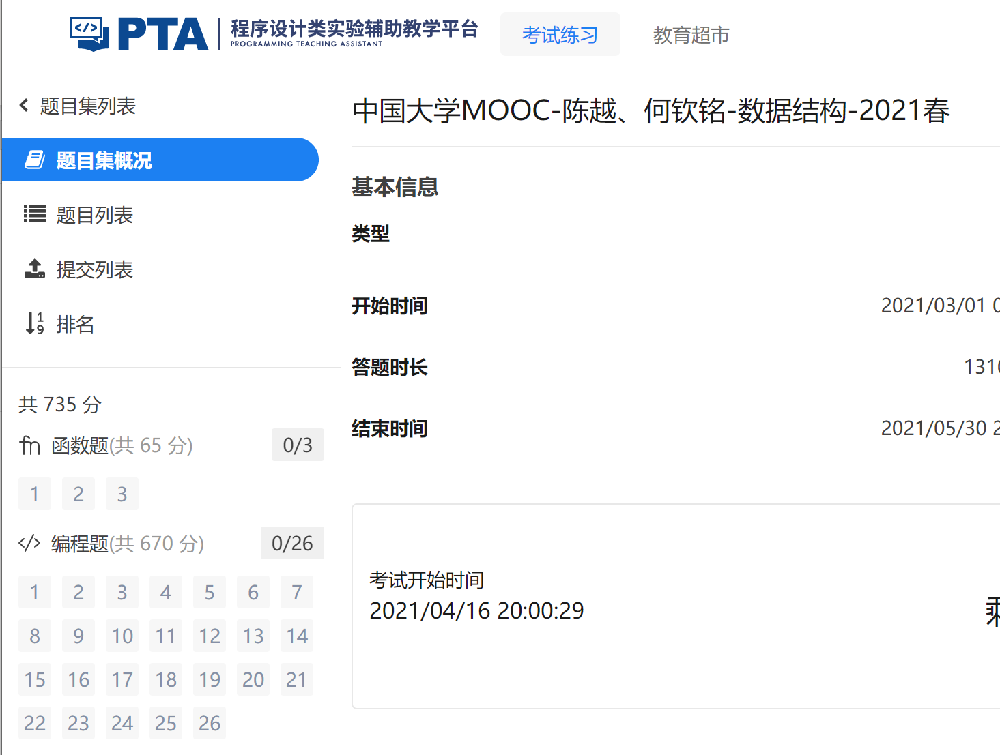 PTA
程序设计类实验辅助教学平台
PROGRAMMING TEACHING ASSISTANT
考试练习
教育超市
题目集列表
题目集概况
题目列表
提交列表
排名
共 735 分
函数题(共 65 分)
0/3
1 2 3
编程题(共 670 分)
0/26
1 2 3 4 5 6 7
8 9 10 11 12 13 14
15 16 17 18 19 20 21
22 23 24 25 26
中国大学MOOC-陈越、何钦铭-数据结构-2021春
基本信息
类型
开始时间
2021/03/01
答题时长
131
结束时间
2021/05/30 2
考试开始时间
2021/04/16 20:00:29